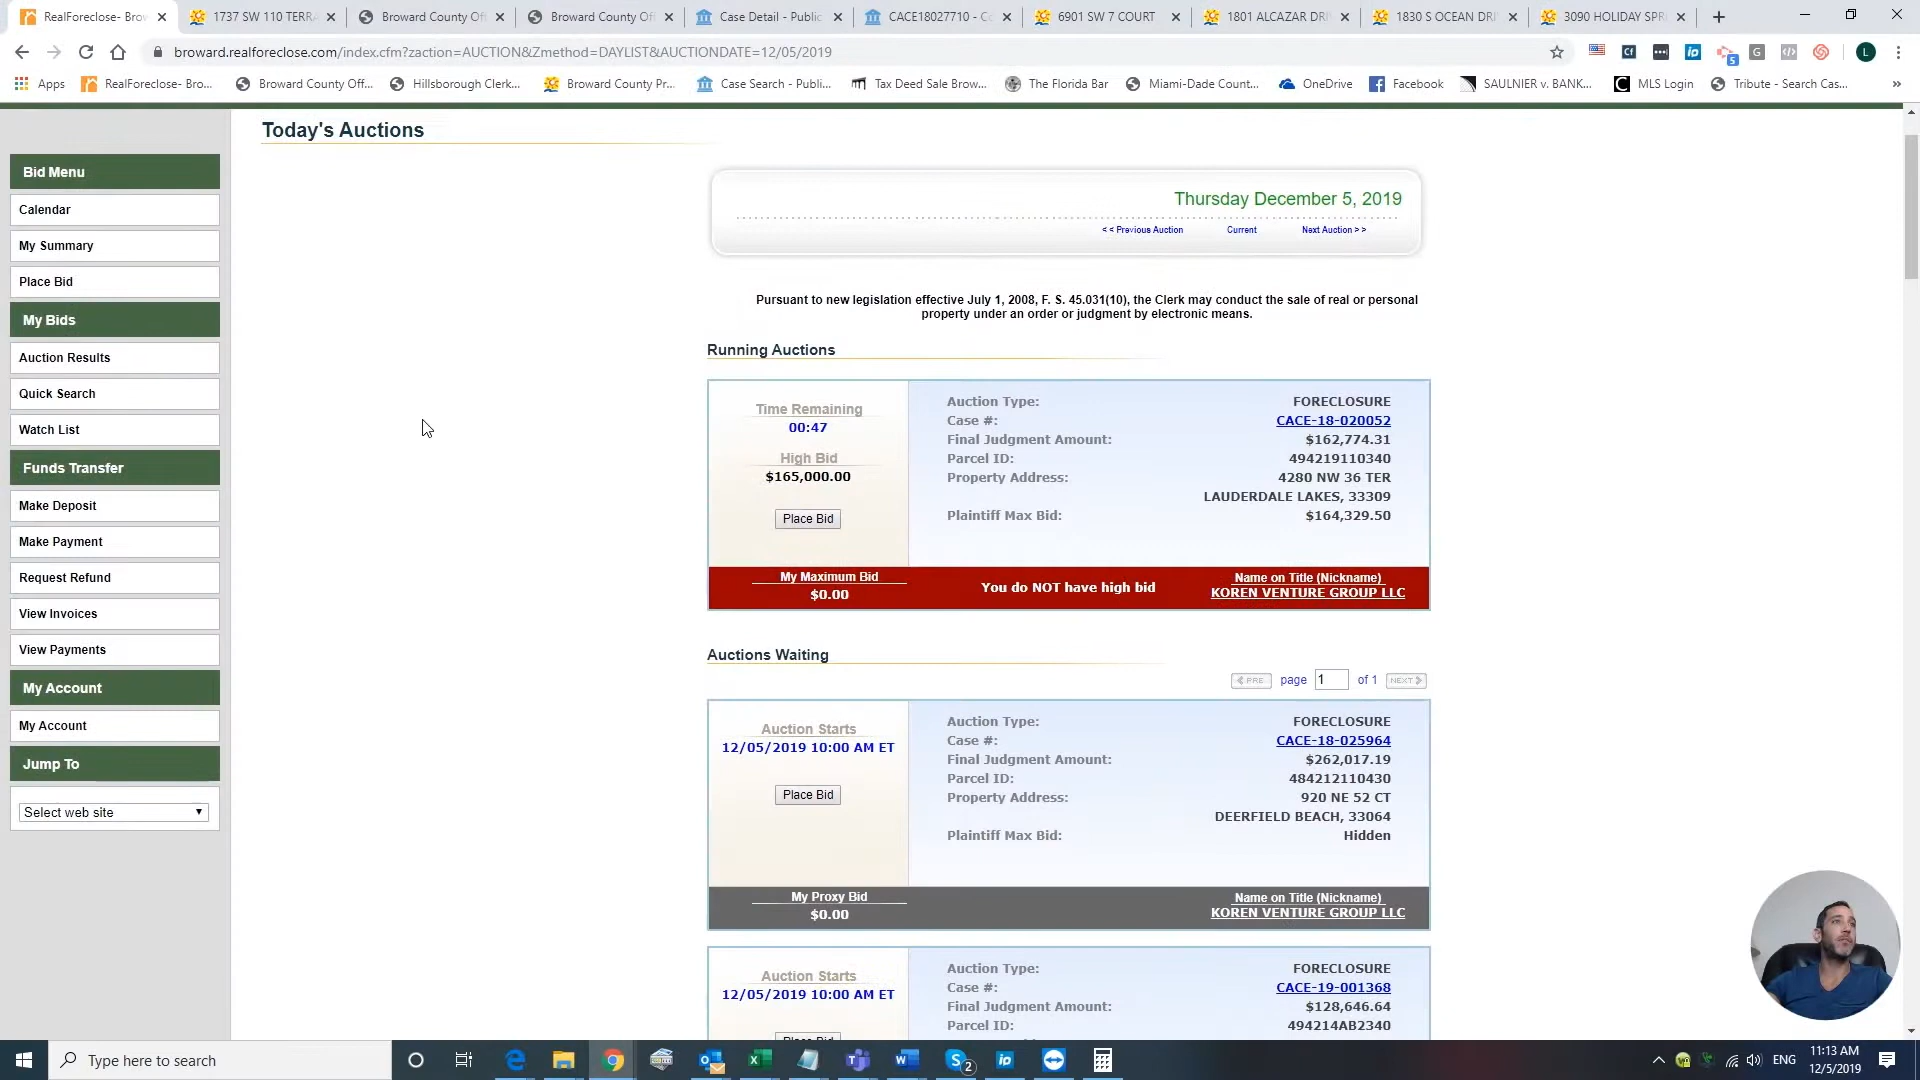 RealForeclose - Brow
1737 SW 110 TERRA
Broward County Of
Broward County Of
Case Detail - Public
CACE18027710 - C
6901 SW 7 COURT
1801 ALCAZAR DRI
1830 S OCEAN DRI
3090 HOLIDAY SPR
broward.realforeclose.com/index.cfm?zaction=AUCTION&Zmethod=DAYLIST&AUCTIONDATE=12/05/2019
Cf
ip
5
G
L
Apps
RealForeclose- Bro...
Broward County Off...
Hillsborough Clerk...
Broward County Pr...
Case Search - Publi...
Tax Deed Sale Brow...
The Florida Bar
Miami-Dade Count...
OneDrive
Facebook
SAULNIER v. BANK...
MLS Login
Tribute - Search Cas...
»
Today's Auctions
Bid Menu
Calendar
My Summary
Place Bid
My Bids
Auction Results
Quick Search
Watch List
Funds Transfer
Make Deposit
Make Payment
Request Refund
View Invoices
View Payments
My Account
My Account
Jump To
Select web site
Thursday December 5, 2019
< < Previous Auction
Current
Next Auction > >
Pursuant to new legislation effective July 1, 2008, F. S. 45.031(10), the Clerk may conduct the sale of real or personal
property under an order or judgment by electronic means.
Running Auctions
Time Remaining
00:47
High Bid
$165,000.00
Place Bid
Auction Type: FORECLOSURE
Case #: CACE-18-020052
Final Judgment Amount: $162,774.31
Parcel ID: 494219110340
Property Address: 4280 NW 36 TER
LAUDERDALE LAKES, 33309
Plaintiff Max Bid: $164,329.50
My Maximum Bid
$0.00
You do NOT have high bid
Name on Title (Nickname)
KOREN VENTURE GROUP LLC
Auctions Waiting
PRE page 1 of 1 NEXT
Auction Starts
12/05/2019 10:00 AM ET
Place Bid
Auction Type: FORECLOSURE
Case #: CACE-18-025964
Final Judgment Amount: $262,017.19
Parcel ID: 484212110430
Property Address: 920 NE 52 CT
DEERFIELD BEACH, 33064
Plaintiff Max Bid: Hidden
My Proxy Bid
$0.00
Name on Title (Nickname)
KOREN VENTURE GROUP LLC
Auction Starts
12/05/2019 10:00 AM ET
Place Bid
Auction Type: FORECLOSURE
Case #: CACE-19-001368
Final Judgment Amount: $128,646.64
Parcel ID: 494214AB2340
Type here to search
2
ip
ENG
11:13 AM
12/5/2019